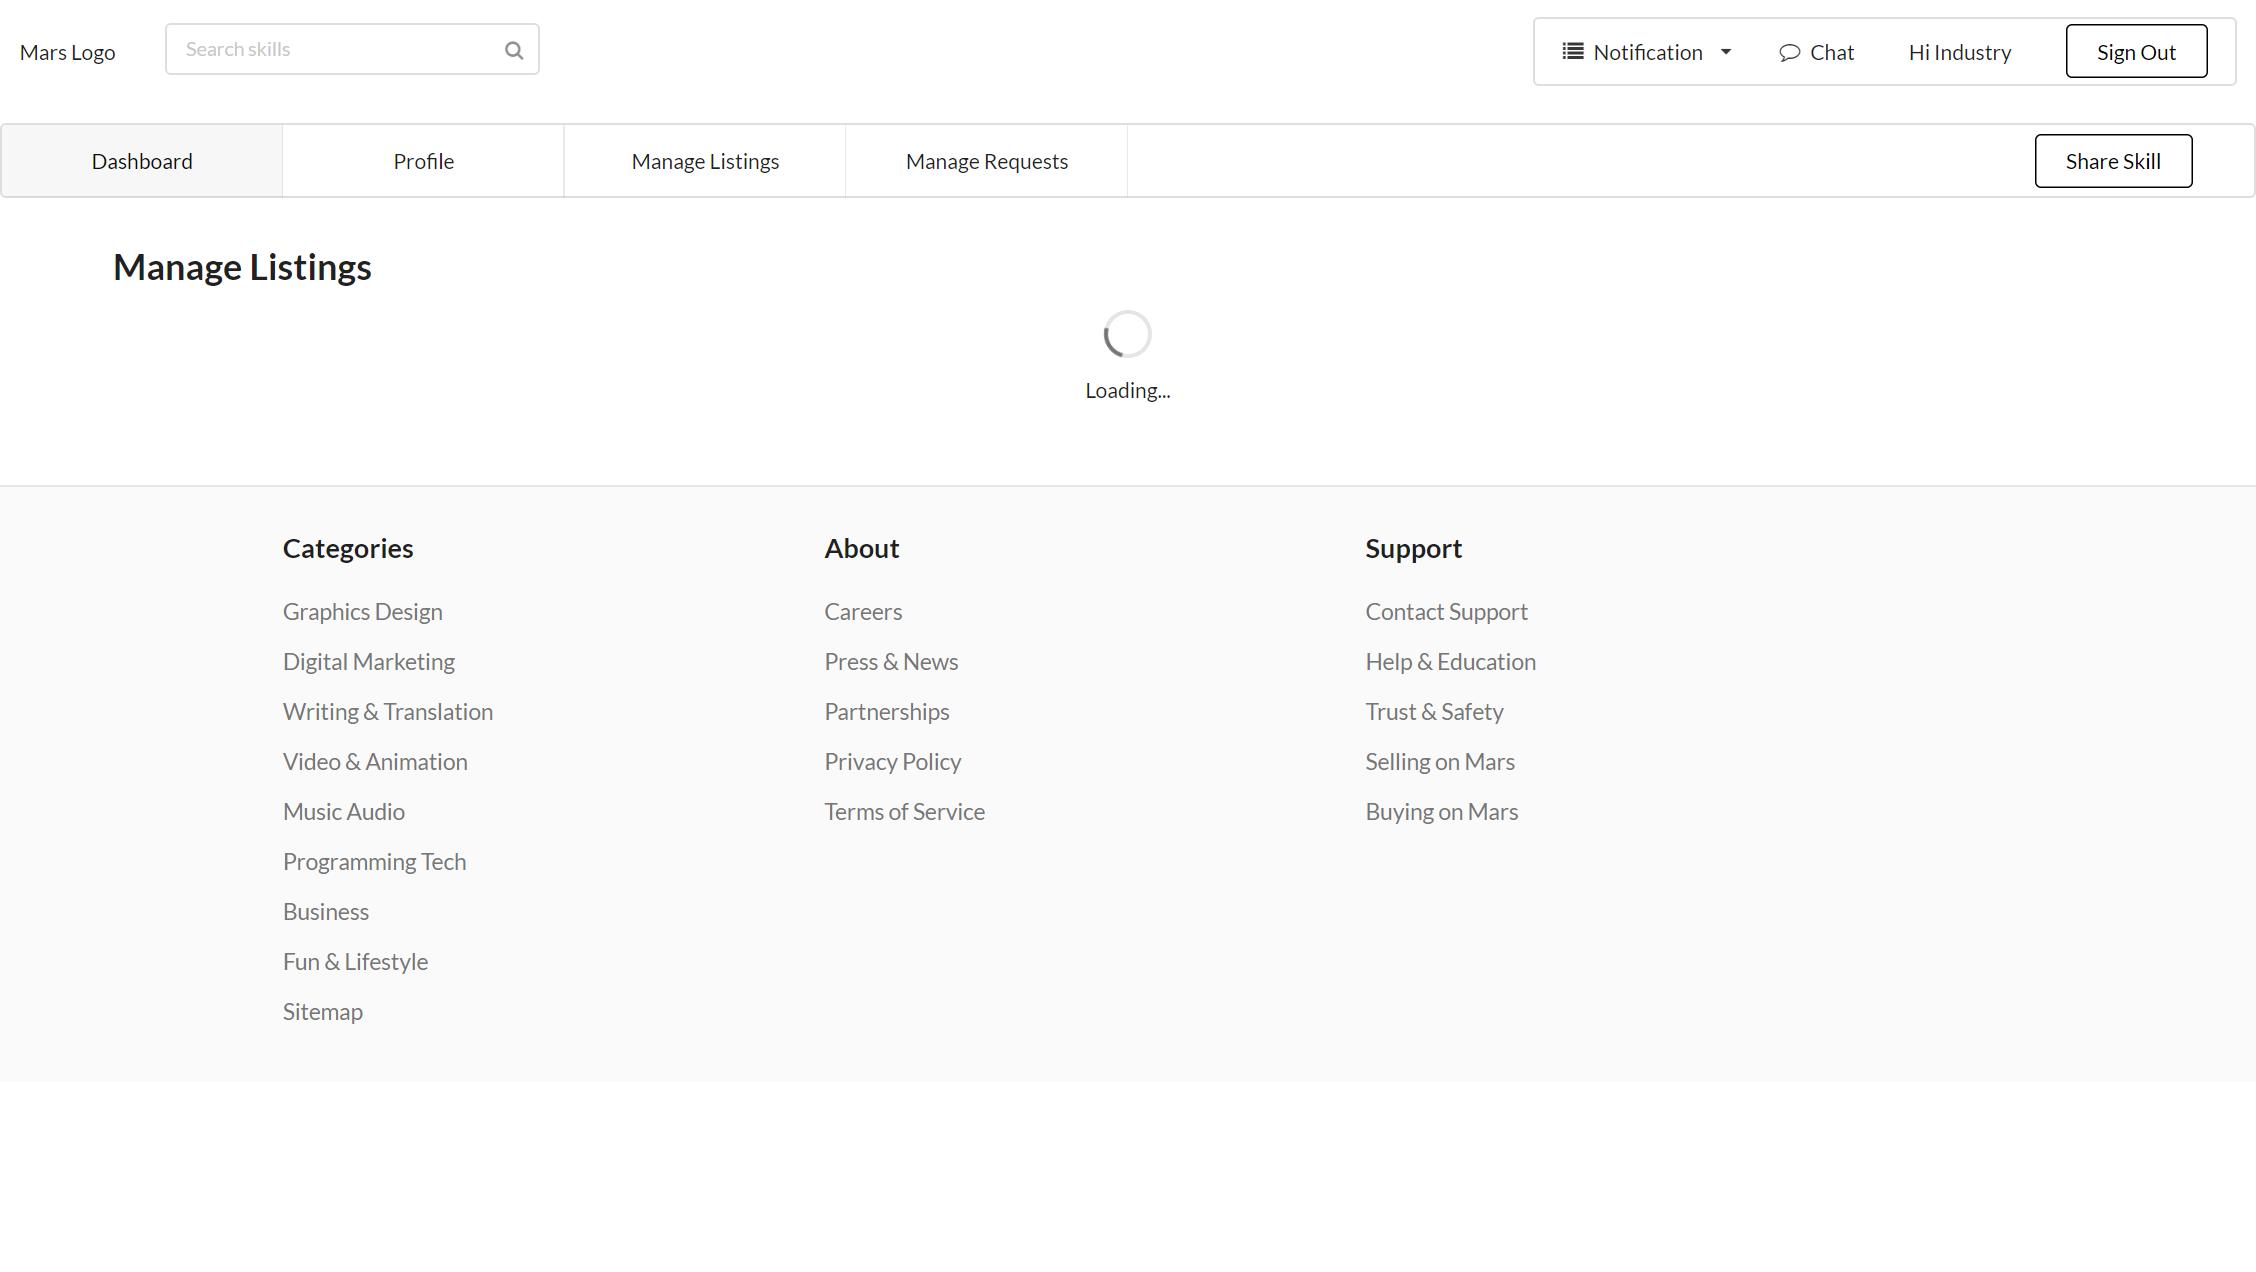 Mars Logo
Search skills
Notification
Chat
Hi Industry
Sign Out
Dashboard
Profile
Manage Listings
Manage Requests
Share Skill
Manage Listings
Loading...
Categories
Graphics Design
Digital Marketing
Writing & Translation
Video & Animation
Music Audio
Programming Tech
Business
Fun & Lifestyle
Sitemap
About
Careers
Press & News
Partnerships
Privacy Policy
Terms of Service
Support
Contact Support
Help & Education
Trust & Safety
Selling on Mars
Buying on Mars